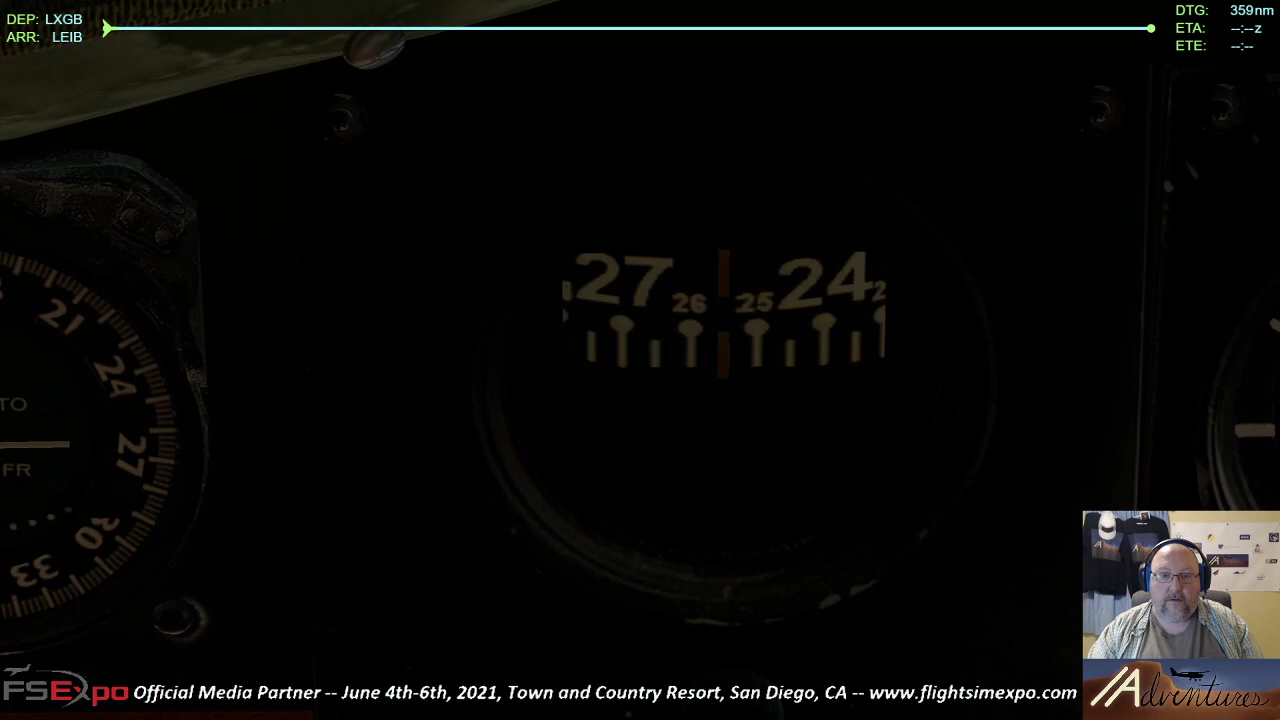 DEP: LXGB
ARR: LEIB
DTG: 359nm
ETA: --:--z
ETE: --:--
27 26 25 24 2
21
24
27
30
33
TO
FR
FSExpo Official Media Partner -- June 4th-6th, 2021, Town and Country Resort, San Diego, CA -- www.flightsimexpo.com
Adventures